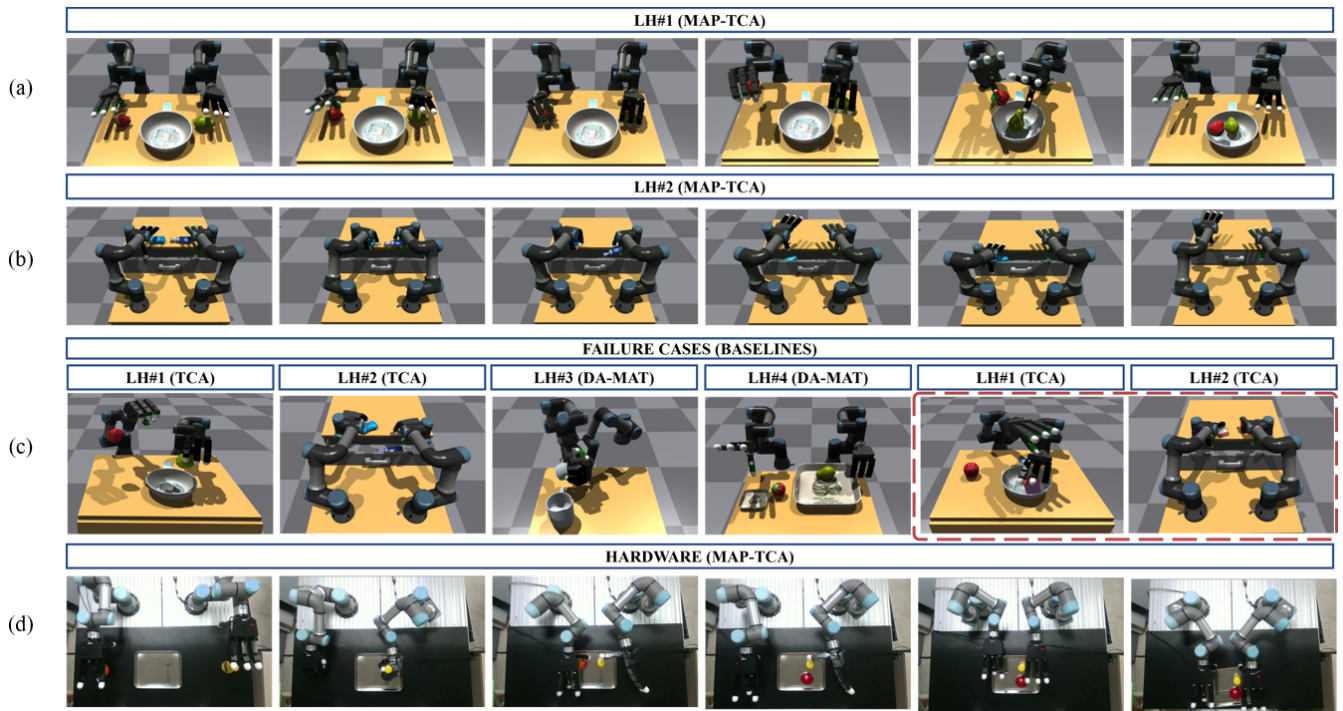 LH#1 (MAP-TCA)
(a)
LH#2 (MAP-TCA)
(b)
FAILURE CASES (BASELINES)
LH#1 (TCA) LH#2 (TCA) LH#3 (DA-MAT) LH#4 (DA-MAT) LH#1 (TCA) LH#2 (TCA)
(c)
HARDWARE (MAP-TCA)
(d)